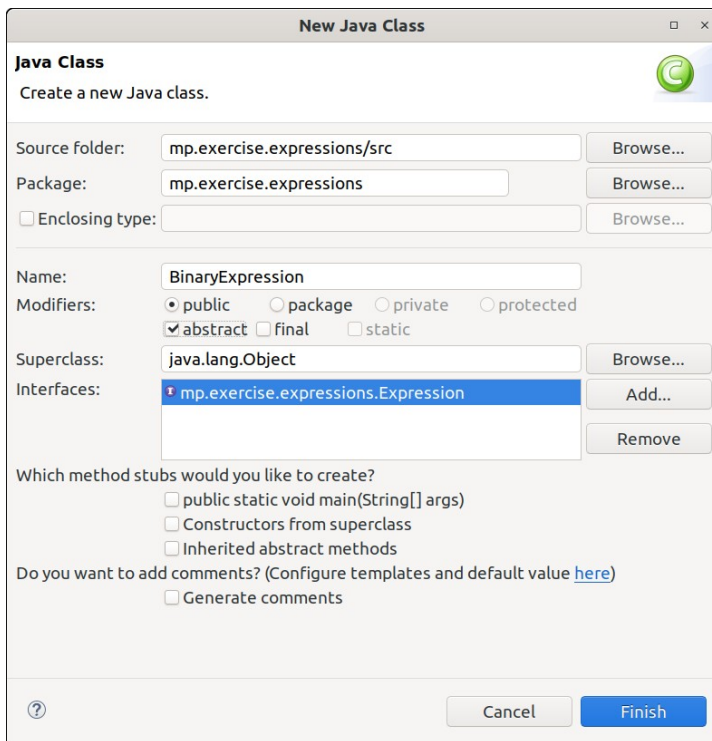 New Java Class
Java Class
Create a new Java class.
Source folder: mp.exercise.expressions/src Browse...
Package: mp.exercise.expressions Browse...
Enclosing type: Browse...
Name: BinaryExpression
Modifiers: public package private protected
abstract final static
Superclass: java.lang.Object Browse...
Interfaces: mp.exercise.expressions.Expression Add...
Remove
Which method stubs would you like to create?
public static void main(String[] args)
Constructors from superclass
Inherited abstract methods
Do you want to add comments? (Configure templates and default value here)
Generate comments
Cancel Finish